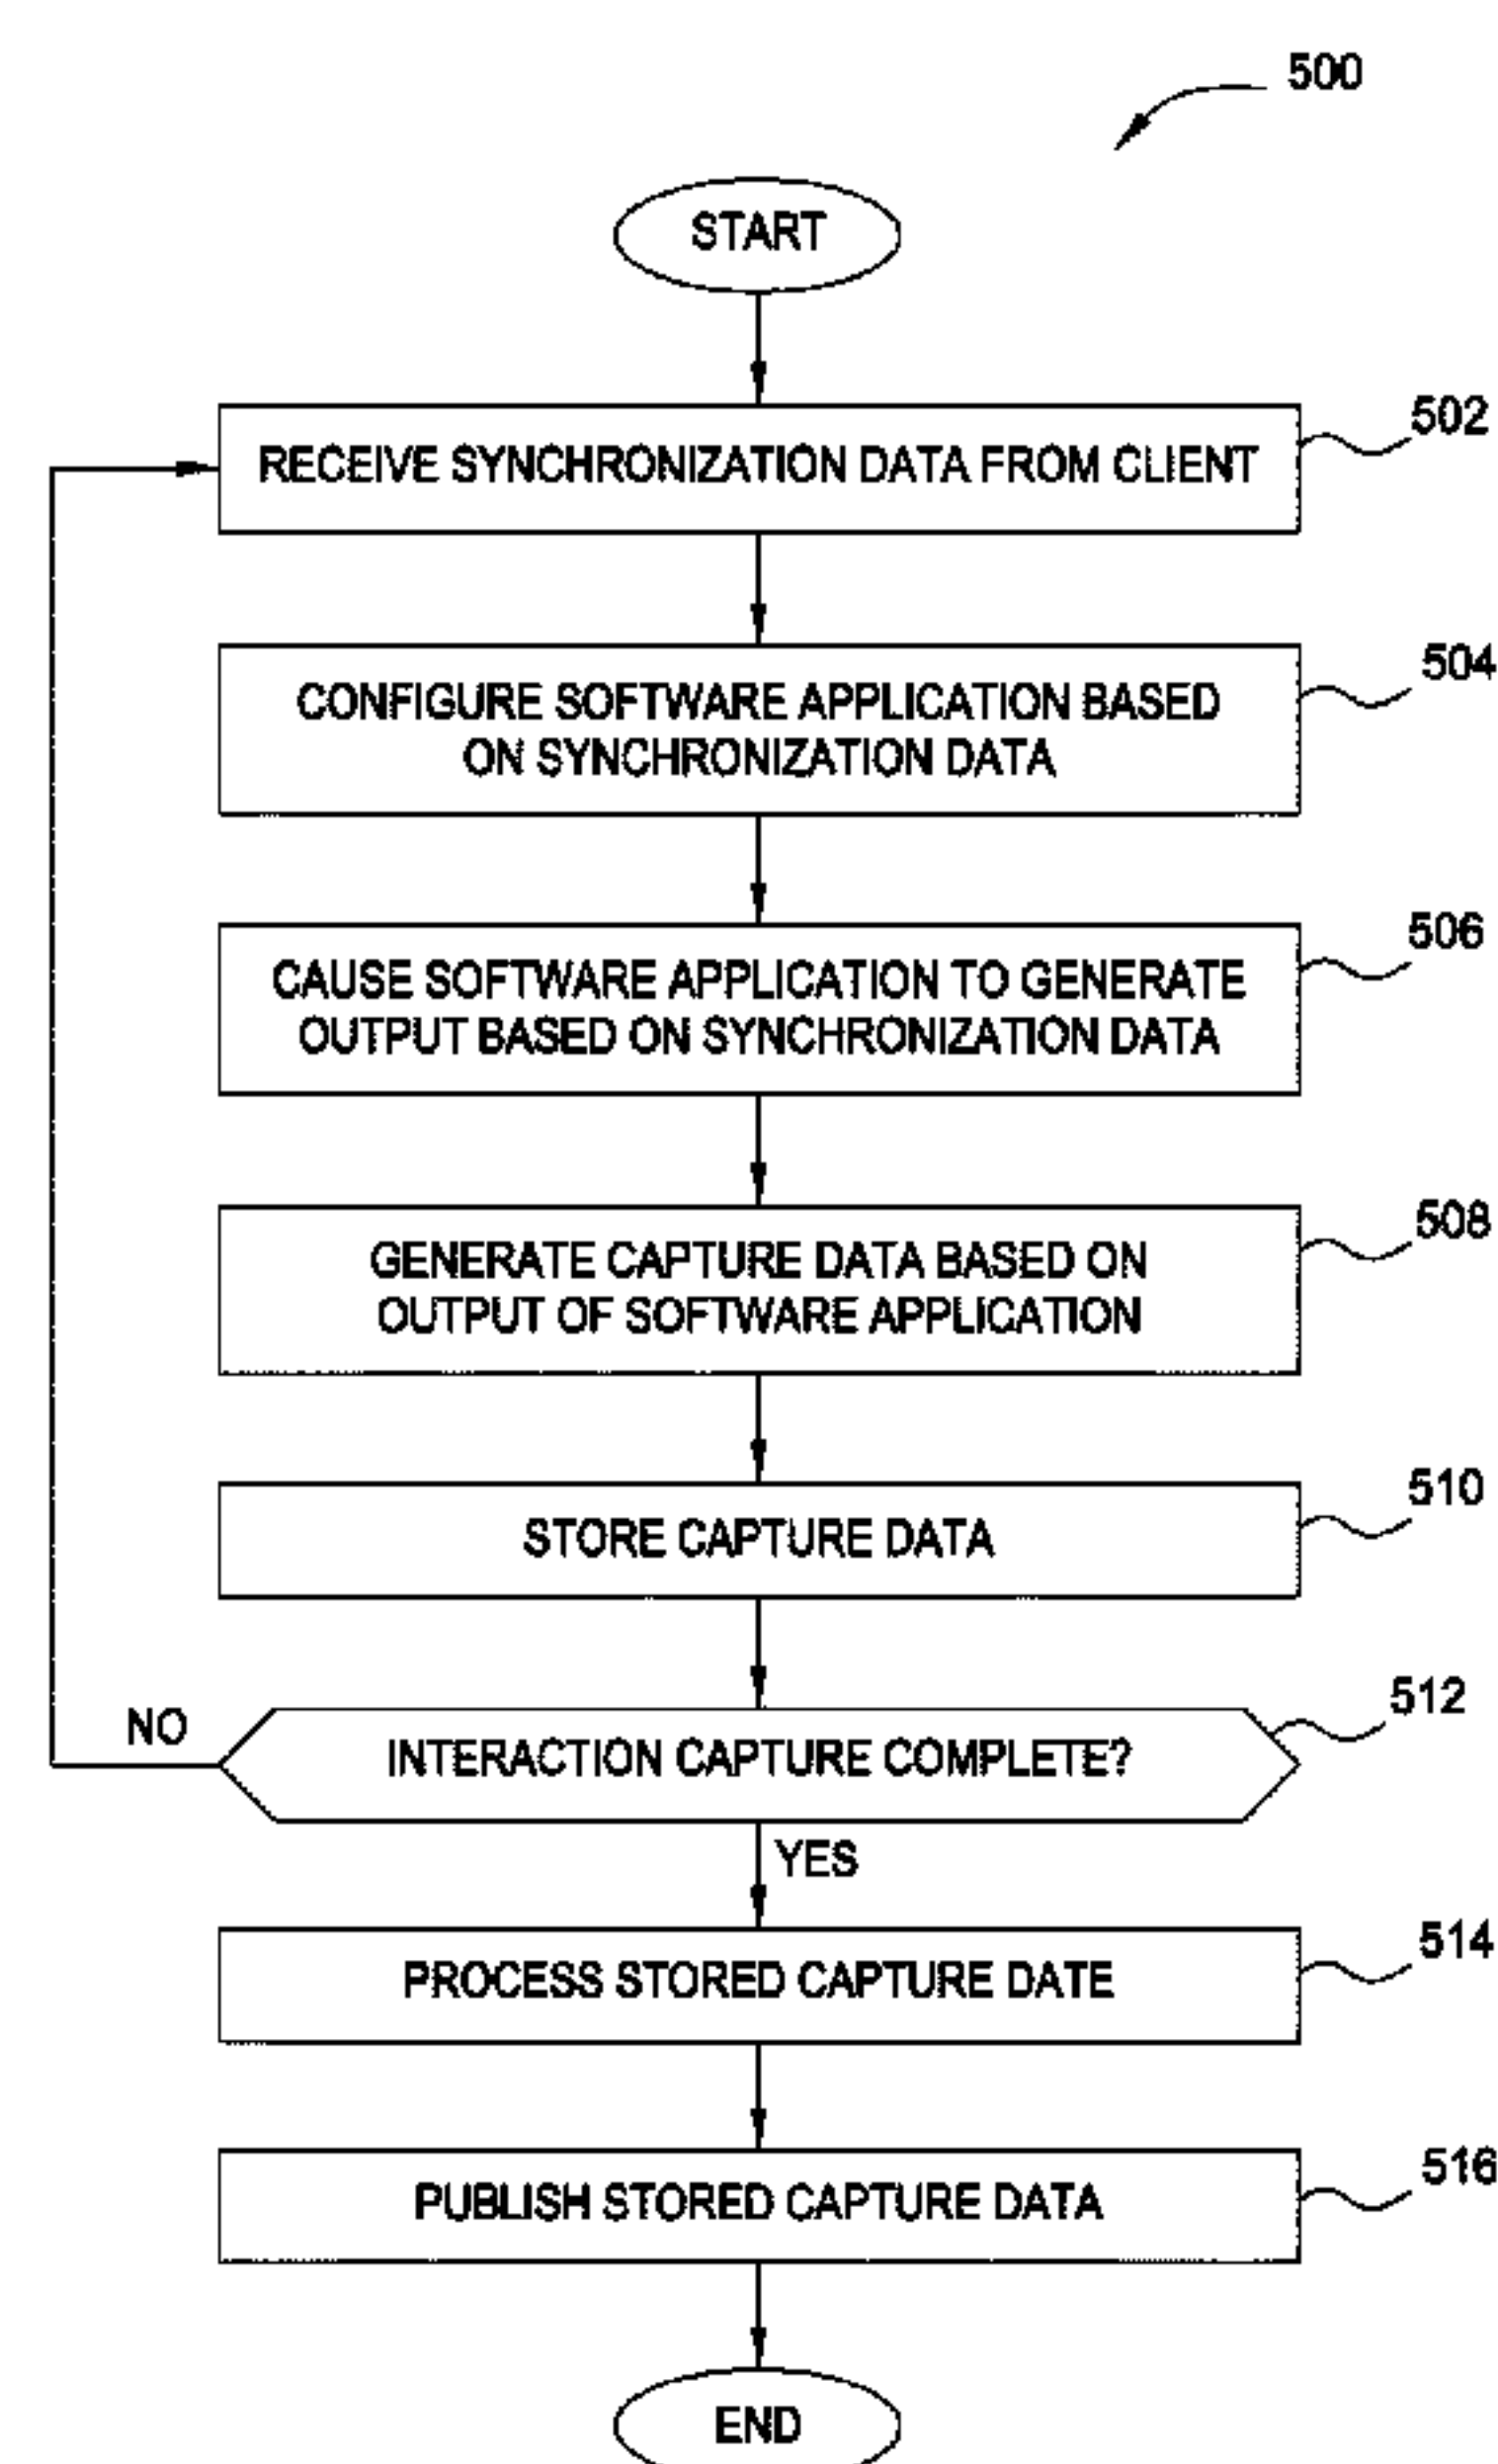 500
START
RECEIVE SYNCHRONIZATION DATA FROM CLIENT
502
CONFIGURE SOFTWARE APPLICATION BASED
ON SYNCHRONIZATION DATA
504
CAUSE SOFTWARE APPLICATION TO GENERATE
OUTPUT BASED ON SYNCHRONIZATION DATA
506
GENERATE CAPTURE DATA BASED ON
OUTPUT OF SOFTWARE APPLICATION
508
STORE CAPTURE DATA
510
INTERACTION CAPTURE COMPLETE?
512
NO
YES
PROCESS STORED CAPTURE DATE
514
PUBLISH STORED CAPTURE DATA
516
END